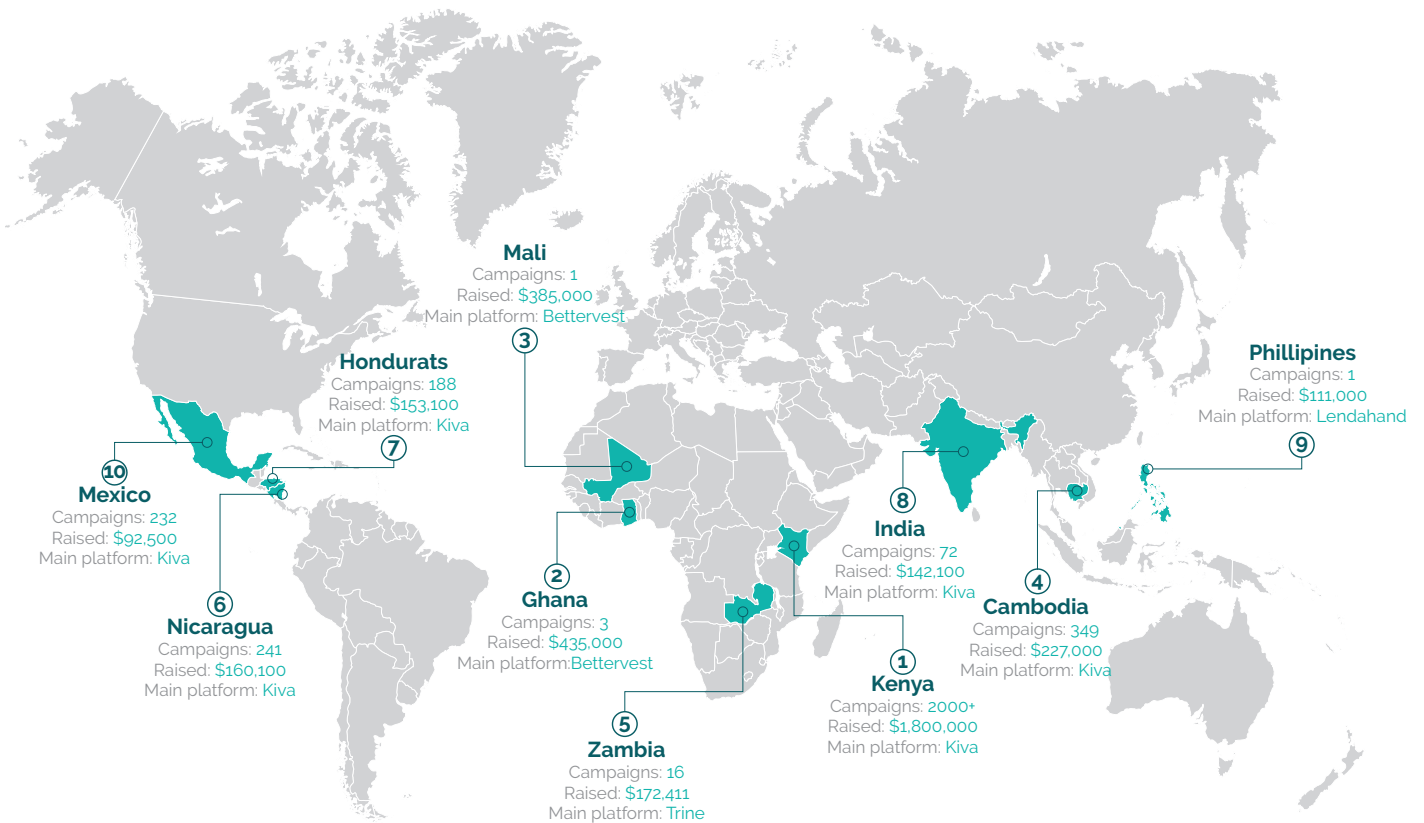 Mali
Campaigns: 1
Raised: $385,000
Main platform: Bettervest
3
Hondurats
Campaigns: 188
Raised: $153,100
Main platform: Kiva
7
Phillipines
Campaigns: 1
Raised: $111,000
Main platform: Lendahand
9
10
Mexico
Campaigns: 232
Raised: $92,500
Main platform: Kiva
8
India
Campaigns: 72
Raised: $142,100
Main platform: Kiva
2
Ghana
Campaigns: 3
Raised: $435,000
Main platform:Bettervest
4
Cambodia
Campaigns: 349
Raised: $227,000
Main platform: Kiva
6
Nicaragua
Campaigns: 241
Raised: $160,100
Main platform: Kiva
1
Kenya
Campaigns: 2000+
Raised: $1,800,000
Main platform: Kiva
5
Zambia
Campaigns: 16
Raised: $172,411
Main platform: Trine